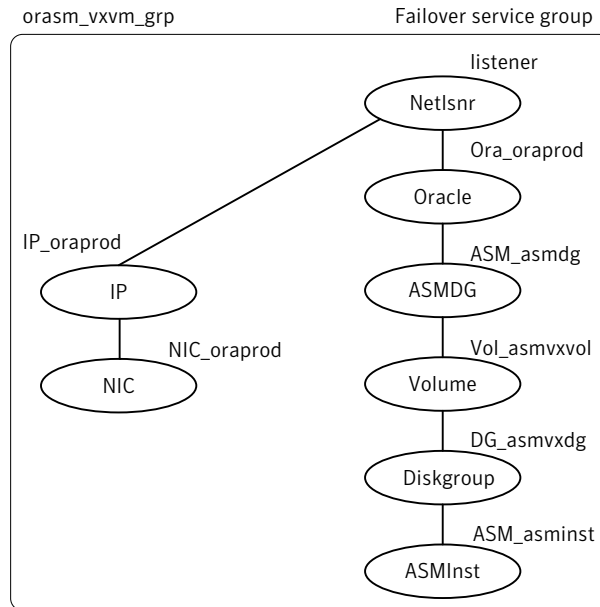 orasm_vxvm_grp Failover service group
listener
Netlsnr
Ora_oraprod
Oracle
IP_oraprod ASM_asmdg
IP ASMDG
NIC_oraprod Vol_asmvxvol
NIC Volume
DG_asmvxdg
Diskgroup
ASM_asminst
ASMInst